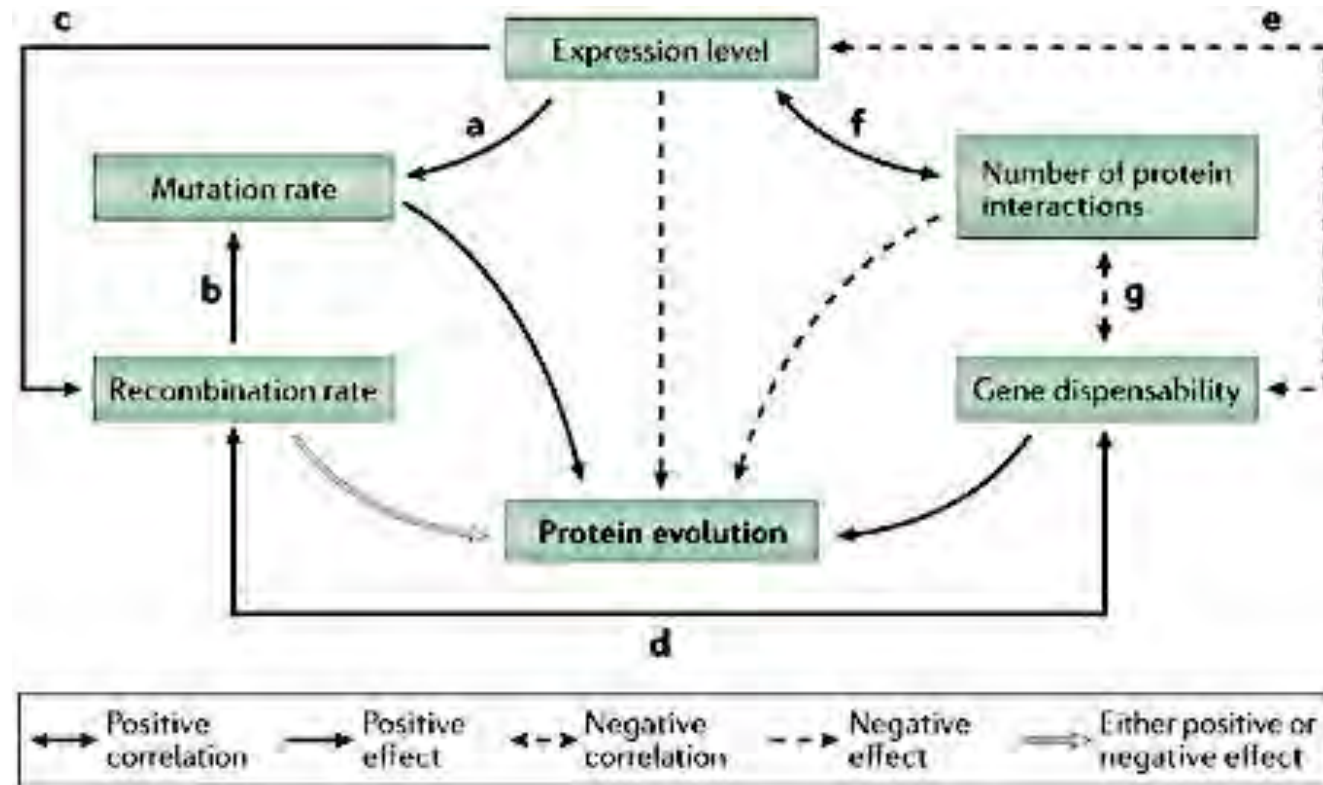 c
e
Expression level
a
f
Mutation rate
Number of protein
interactions
b
g
Recombination rate
Gene dispensability
Protein evolution
d
Positive
correlation
Positive
effect
Negative
correlation
Negative
effect
Either positive or
negative effect